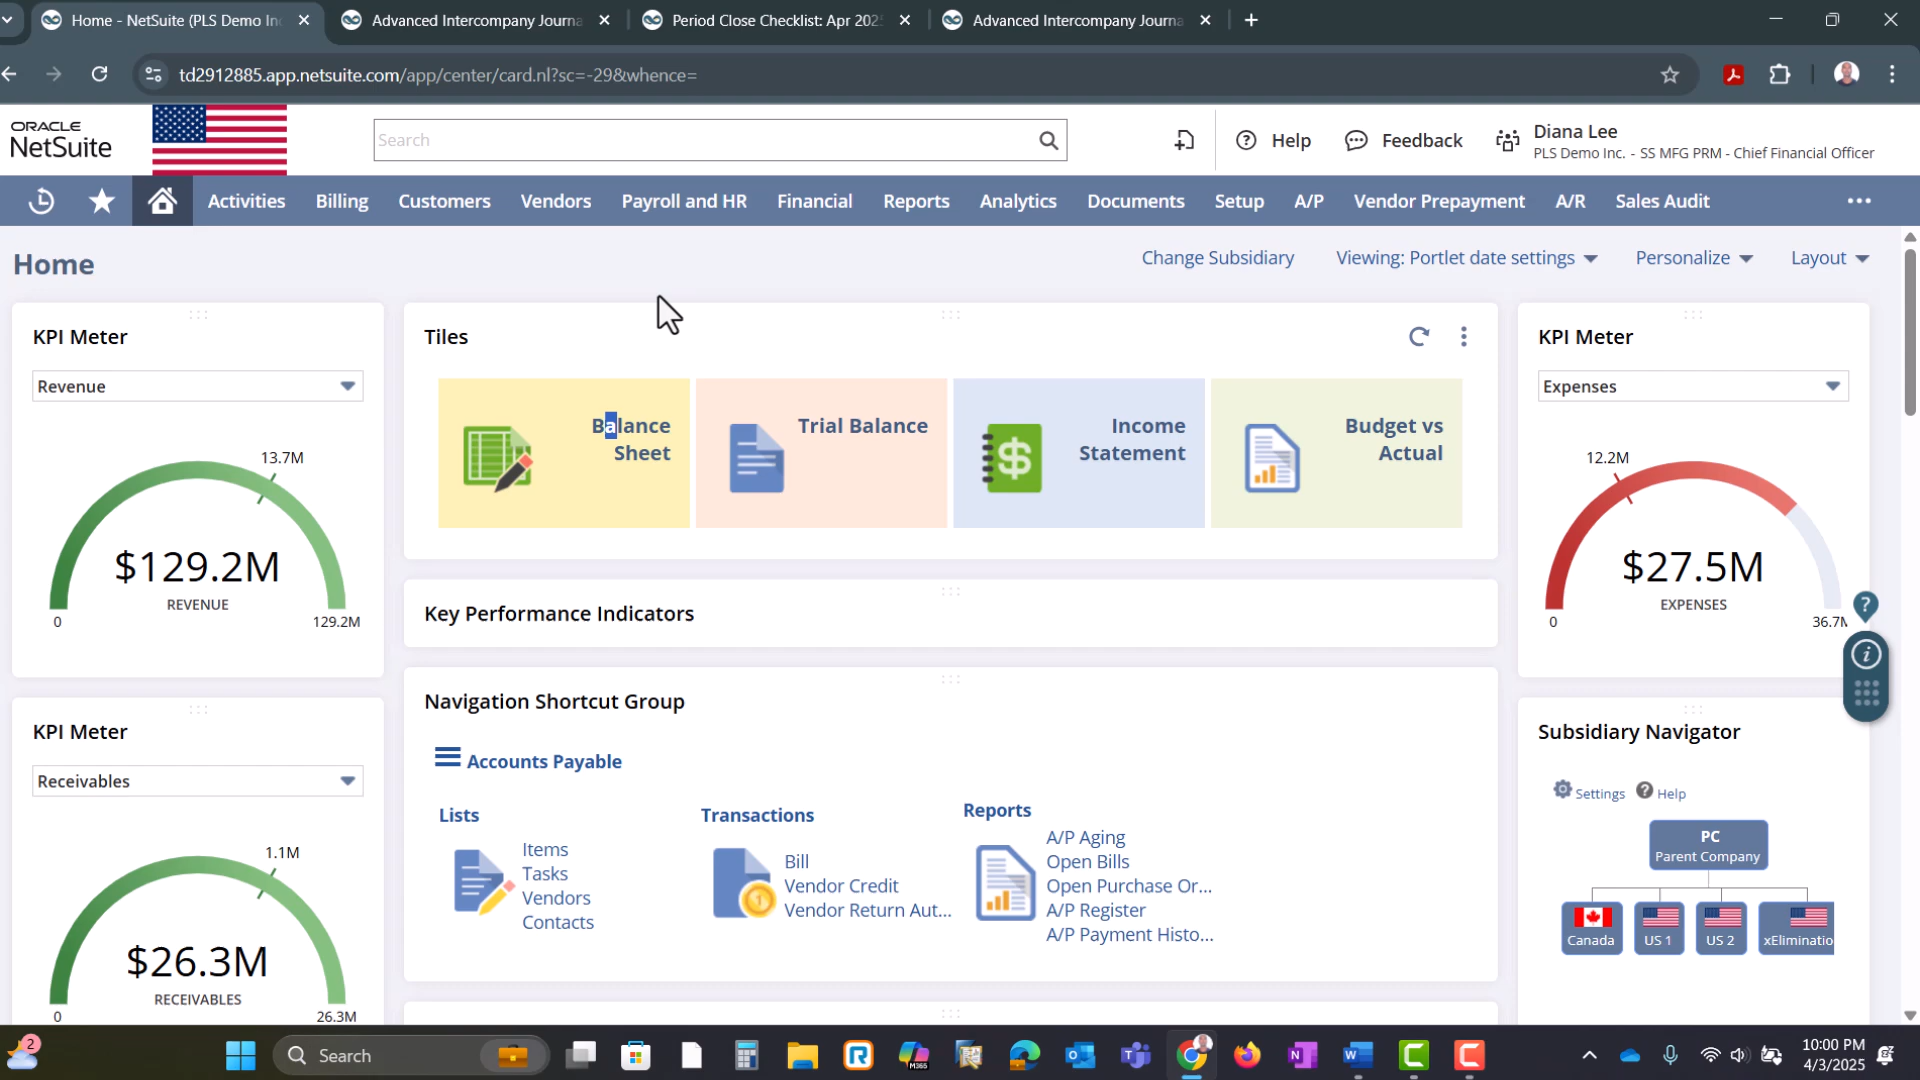 Home - NetSuite (PLS Demo Inc
Advanced Intercompany Journa
Period Close Checklist: Apr 202
Advanced Intercompany Journa
td2912885.app.netsuite.com/app/center/card.nl?sc=-29&whence=
ORACLE
NetSuite
Search
Help
Feedback
Diana Lee
PLS Demo Inc. - SS MFG PRM - Chief Financial Officer
Activities Billing Customers Vendors Payroll and HR Financial Reports Analytics Documents Setup A/P Vendor Prepayment A/R Sales Audit
Home
Change Subsidiary
Viewing: Portlet date settings
Personalize
Layout
KPI Meter
Revenue
13.7M
$129.2M
REVENUE
0
129.2M
KPI Meter
Receivables
1.1M
$26.3M
RECEIVABLES
0
26.3M
Tiles
Balance
Sheet
Trial Balance
Income
Statement
Budget vs
Actual
Key Performance Indicators
Navigation Shortcut Group
Accounts Payable
Lists
Items
Tasks
Vendors
Contacts
Transactions
Bill
Vendor Credit
Vendor Return Aut...
Reports
A/P Aging
Open Bills
Open Purchase Or...
A/P Register
A/P Payment Histo...
KPI Meter
Expenses
12.2M
$27.5M
EXPENSES
0
36.7M
Subsidiary Navigator
Settings
Help
PC
Parent Company
Canada
US 1
US 2
xEliminatio
2
Search
M365
10:00 PM
4/3/2025